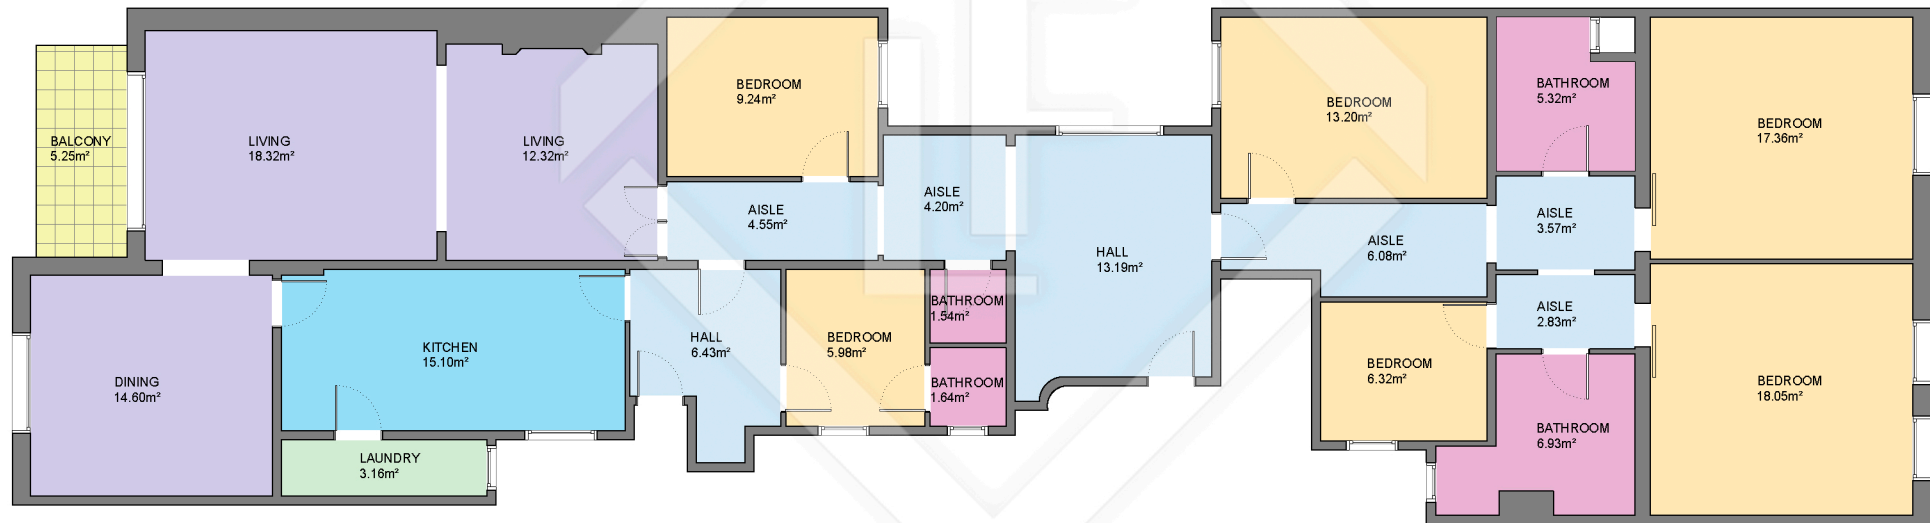 BALCONY
5.25m²
LIVING
18.32m²
LIVING
12.32m²
BEDROOM
9.24m²
AISLE
4.55m²
AISLE
4.20m²
HALL
13.19m²
BEDROOM
13.20m²
BATHROOM
5.32m²
BEDROOM
17.36m²
AISLE
6.08m²
AISLE
3.57m²
AISLE
2.83m²
DINING
14.60m²
KITCHEN
15.10m²
LAUNDRY
3.16m²
HALL
6.43m²
BEDROOM
5.98m²
BATHROOM
1.54m²
BATHROOM
1.64m²
BEDROOM
6.32m²
BATHROOM
6.93m²
BEDROOM
18.05m²